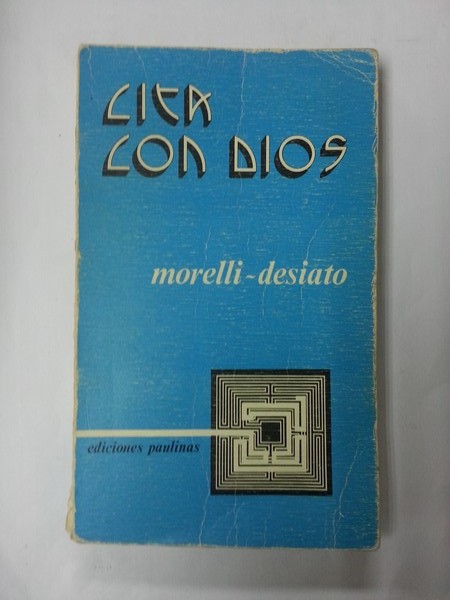 CITA
CON DIOS
morelli-desiato
ediciones paulinas